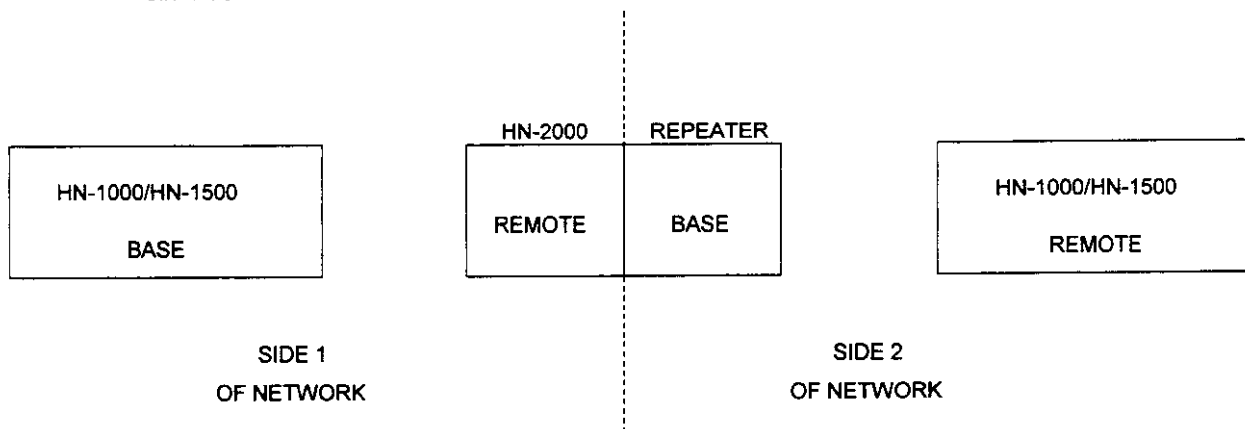 HN-2000 REPEATER
HN-1000/HN-1500
BASE
REMOTE
BASE
HN-1000/HN-1500
REMOTE
SIDE 1
OF NETWORK
SIDE 2
OF NETWORK